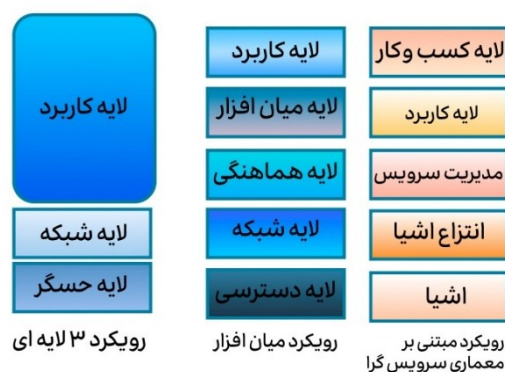 لایه کسب وکار
لایه کاربرد
مدیریت سرویس
انتزاع اشیا
اشیا
رویکرد مبتنی بر
معماری سرویس گرا
لایه کاربرد
لایه میان افزار
لایه هماهنگی
لایه شبکه
لایه دسترسی
رویکرد میان افزار
لایه کاربرد
لایه شبکه
لایه حسگر
رویکرد ۳ لایه ای